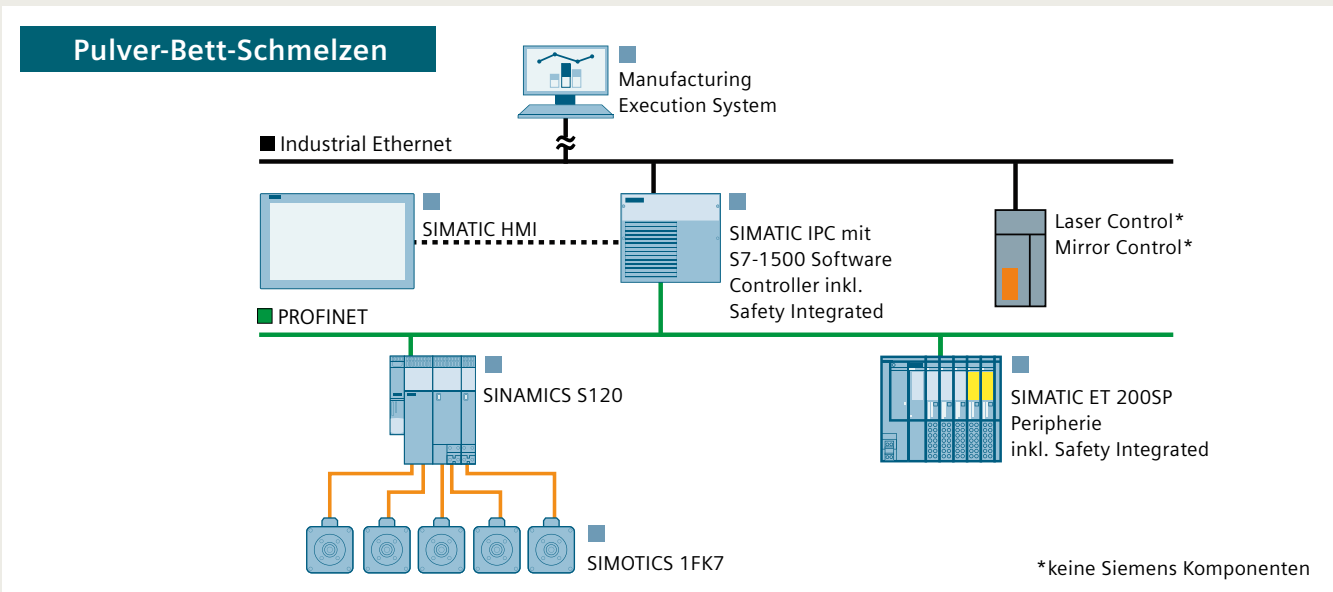 Pulver-Bett-Schmelzen
Manufacturing
Execution System
Industrial Ethernet
SIMATIC HMI
SIMATIC IPC mit
S7-1500 Software
Controller inkl.
Safety Integrated
Laser Control*
Mirror Control*
PROFINET
SINAMICS S120
SIMATIC ET 200SP
Peripherie
inkl. Safety Integrated
SIMOTICS 1FK7
*keine Siemens Komponenten